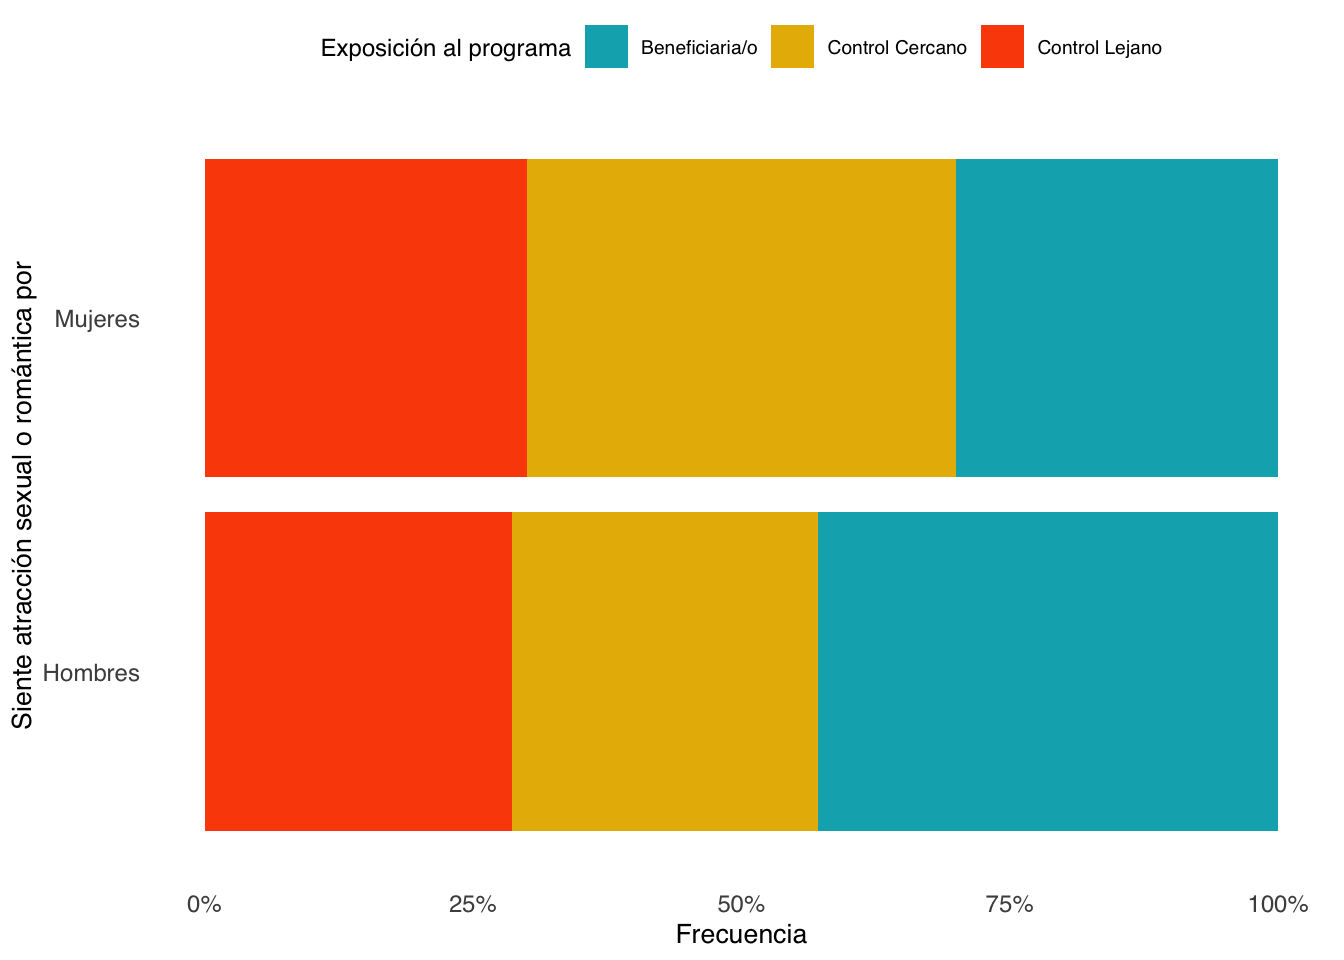 Exposición al programa Beneficiaria/o Control Cercano Control Lejano
Siente atracción sexual o romántica por
Mujeres
Hombres
0% 25% 50% 75% 100%
Frecuencia